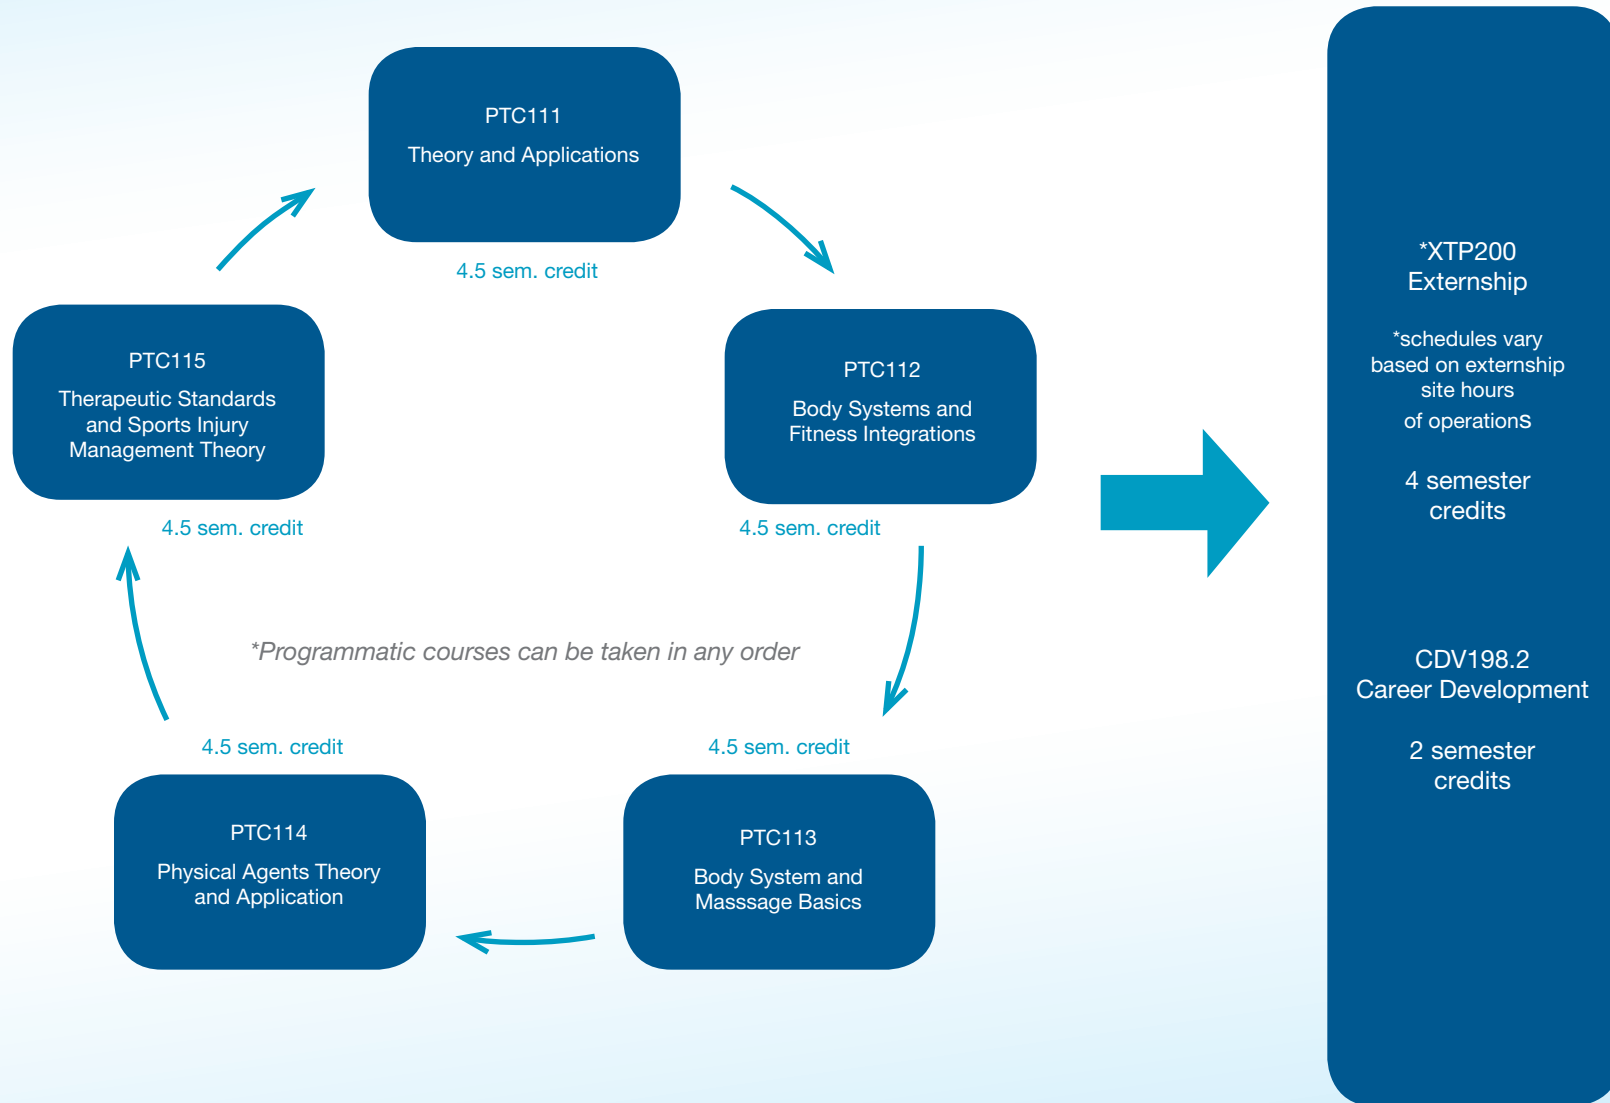 PTC111
Theory and Applications
4.5 sem. credit
PTC112
Body Systems and
Fitness Integrations
4.5 sem. credit
PTC113
Body System and
Masssage Basics
4.5 sem. credit
PTC114
Physical Agents Theory
and Application
4.5 sem. credit
PTC115
Therapeutic Standards
and Sports Injury
Management Theory
4.5 sem. credit
*Programmatic courses can be taken in any order
*XTP200
Externship
*schedules vary
based on externship
site hours
of operations
4 semester
credits
CDV198.2
Career Development
2 semester
credits